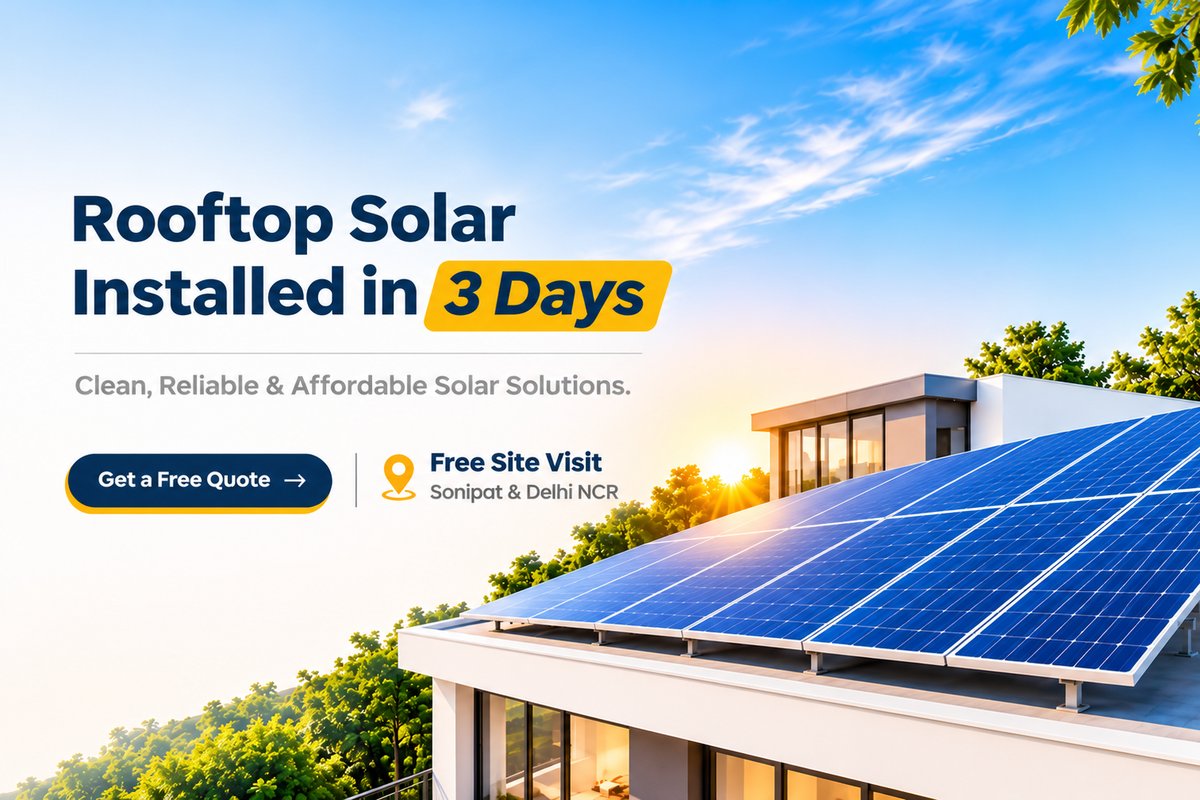 Rooftop Solar
Installed in 3 Days
Clean, Reliable & Affordable Solar Solutions.
Get a Free Quote →
Free Site Visit
Sonipat & Delhi NCR